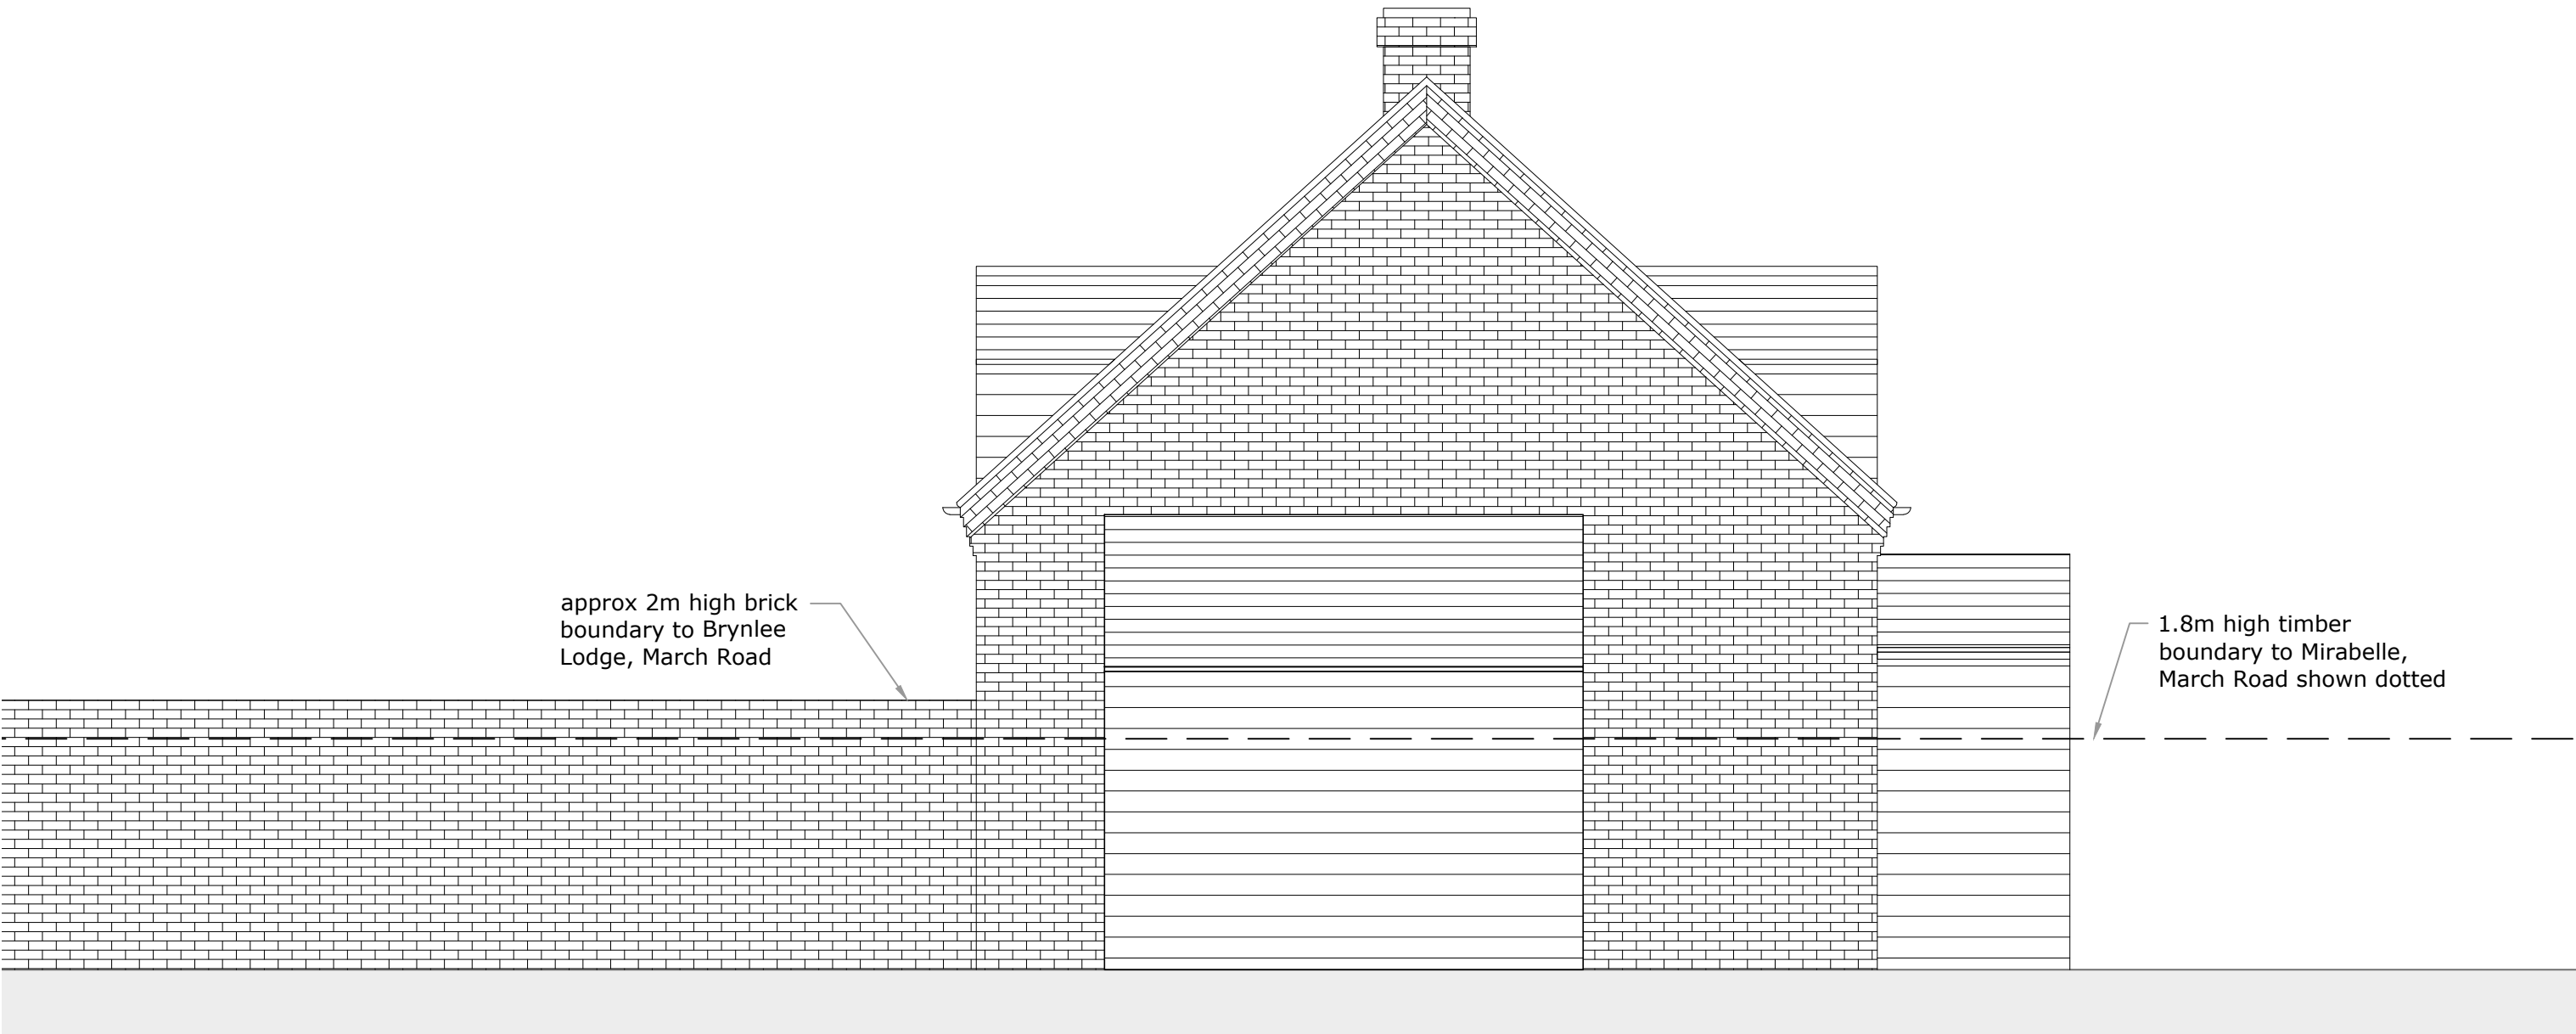 approx 2m high brick
boundary to Brynlee
Lodge, March Road
1.8m high timber
boundary to Mirabelle,
March Road shown dotted